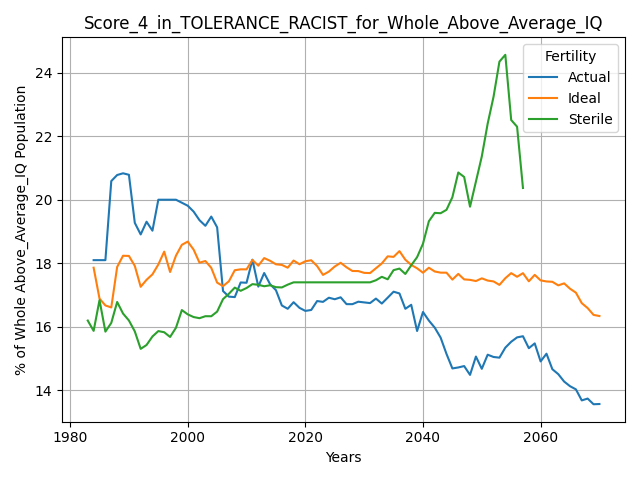 Score_4_in_TOLERANCE_RACIST_for_Whole_Above_Average_IQ
Fertility
Actual
Ideal
Sterile
% of Whole Above_Average_IQ Population
24
22
20
18
16
14
1980
2000
2020
2040
2060
Years